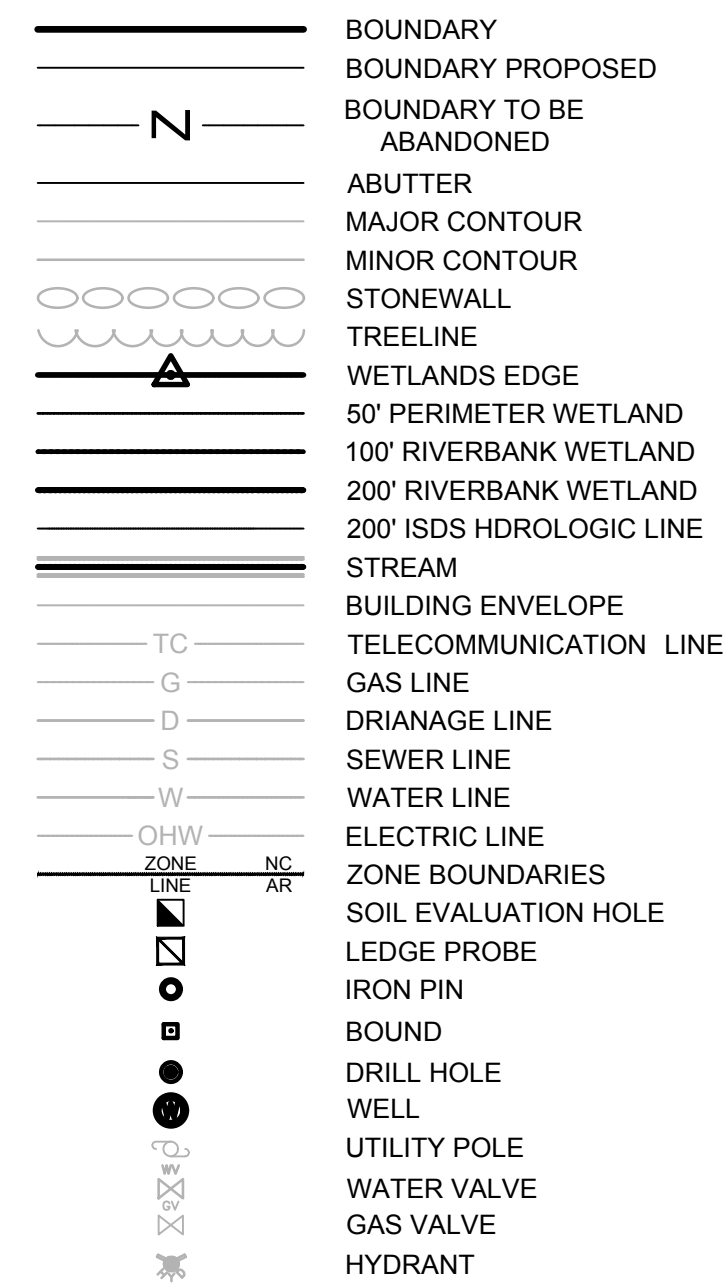 BOUNDARY
BOUNDARY PROPOSED
N BOUNDARY TO BE
ABANDONED
ABUTTER
MAJOR CONTOUR
MINOR CONTOUR
STONEWALL
TREELINE
WETLANDS EDGE
50' PERIMETER WETLAND
100' RIVERBANK WETLAND
200' RIVERBANK WETLAND
200' ISDS HDROLOGIC LINE
STREAM
BUILDING ENVELOPE
TC TELECOMMUNICATION LINE
G GAS LINE
D DRIANAGE LINE
S SEWER LINE
W WATER LINE
OHW ELECTRIC LINE
ZONE NC
LINE AR
ZONE BOUNDARIES
SOIL EVALUATION HOLE
LEDGE PROBE
IRON PIN
BOUND
DRILL HOLE
W WELL
UTILITY POLE
WV
WATER VALVE
GV
GAS VALVE
HYDRANT